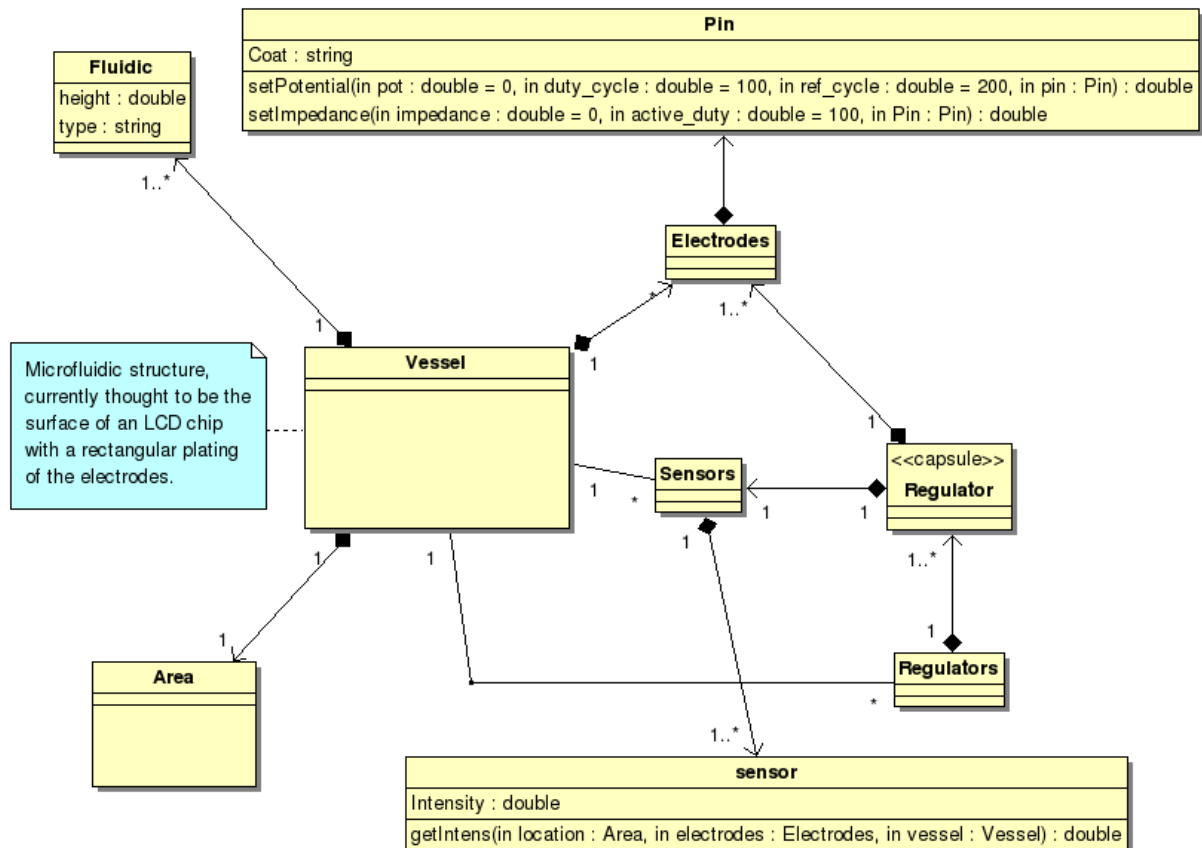 Pin
Coat : string
setPotential(in pot : double = 0, in duty_cycle : double = 100, in ref_cycle : double = 200, in pin : Pin) : double
setImpedance(in impedance : double = 0, in active_duty : double = 100, in Pin : Pin) : double
Fluidic
height : double
type : string
1..*
Electrodes
*
1..*
1
1
Vessel
Microfluidic structure,
currently thought to be the
surface of an LCD chip
with a rectangular plating
of the electrodes.
1
<<capsule>>
Regulator
Sensors
1
*
1
1
1
1
1
1..*
1
1
Regulators
*
Area
1..*
sensor
Intensity : double
getIntens(in location : Area, in electrodes : Electrodes, in vessel : Vessel) : double